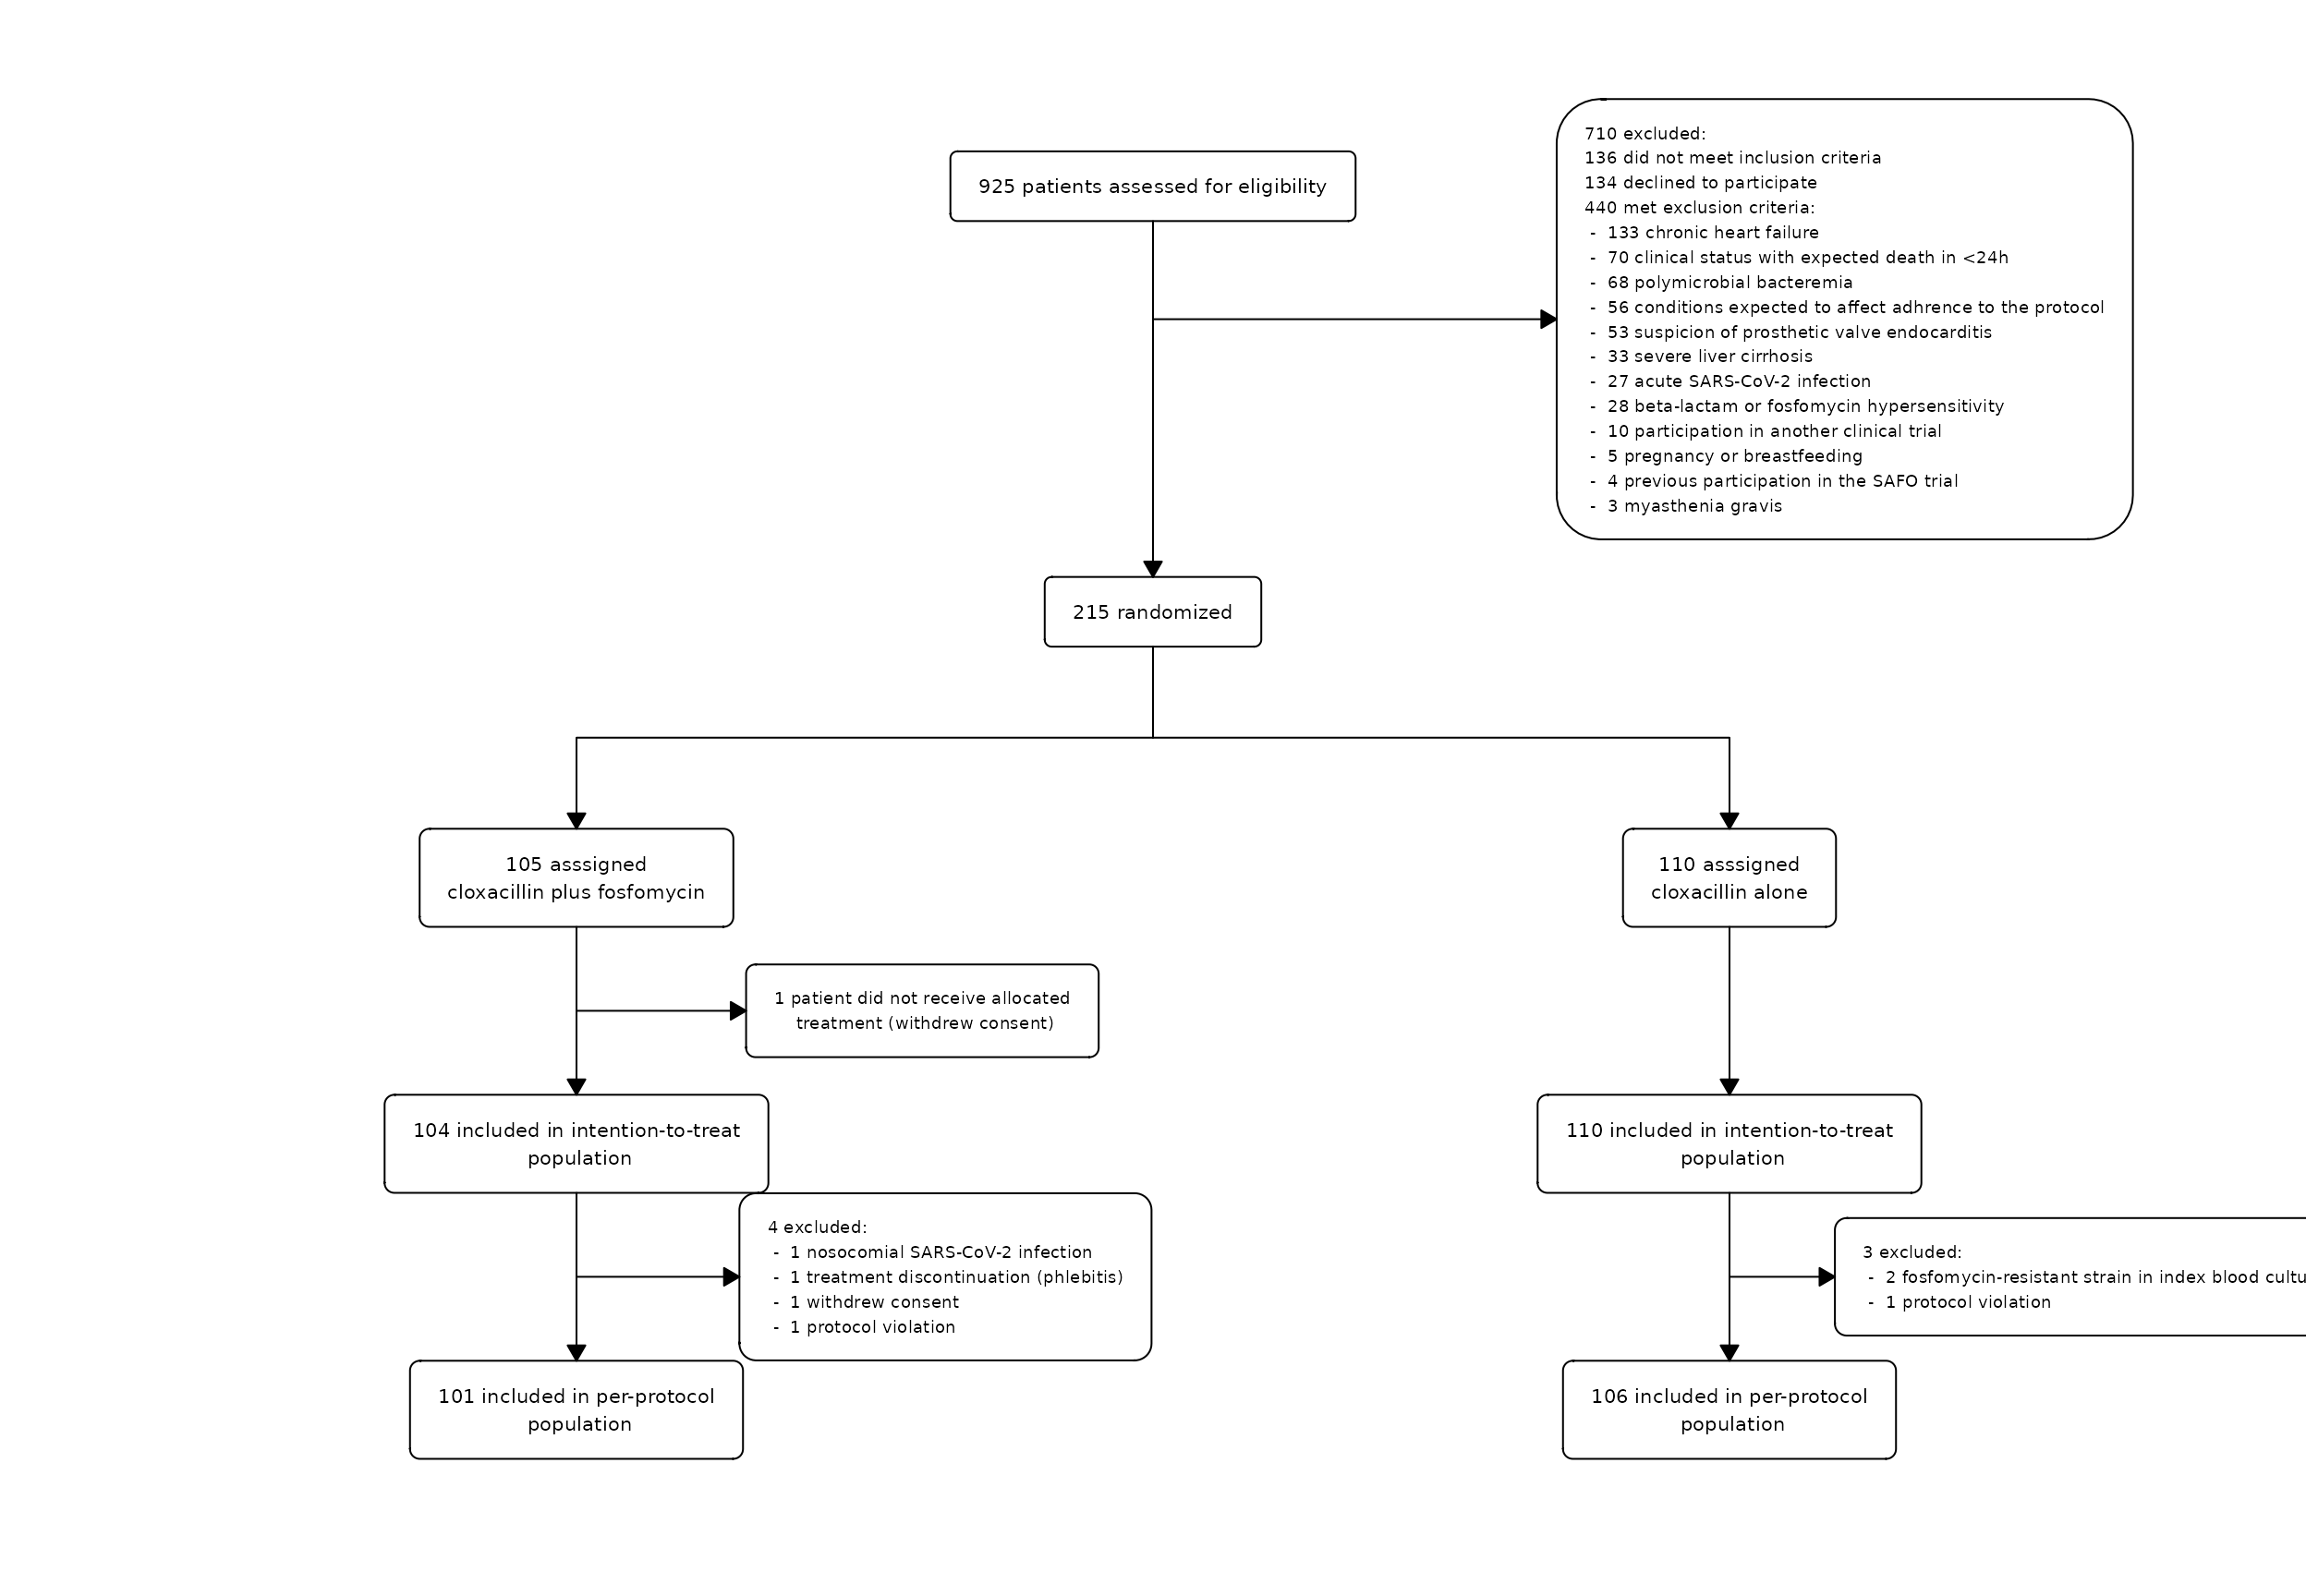 925 patients assessed for eligibility
710 excluded:
136 did not meet inclusion criteria
134 declined to participate
440 met exclusion criteria:
- 133 chronic heart failure
- 70 clinical status with expected death in <24h
- 68 polymicrobial bacteremia
- 56 conditions expected to affect adhrence to the protocol
- 53 suspicion of prosthetic valve endocarditis
- 33 severe liver cirrhosis
- 27 acute SARS-CoV-2 infection
- 28 beta-lactam or fosfomycin hypersensitivity
- 10 participation in another clinical trial
- 5 pregnancy or breastfeeding
- 4 previous participation in the SAFO trial
- 3 myasthenia gravis
215 randomized
105 asssigned
cloxacillin plus fosfomycin
110 asssigned
cloxacillin alone
1 patient did not receive allocated
treatment (withdrew consent)
104 included in intention-to-treat
population
110 included in intention-to-treat
population
4 excluded:
- 1 nosocomial SARS-CoV-2 infection
- 1 treatment discontinuation (phlebitis)
- 1 withdrew consent
- 1 protocol violation
3 excluded:
- 2 fosfomycin-resistant strain in index blood
- 1 protocol violation
101 included in per-protocol
population
106 included in per-protocol
population